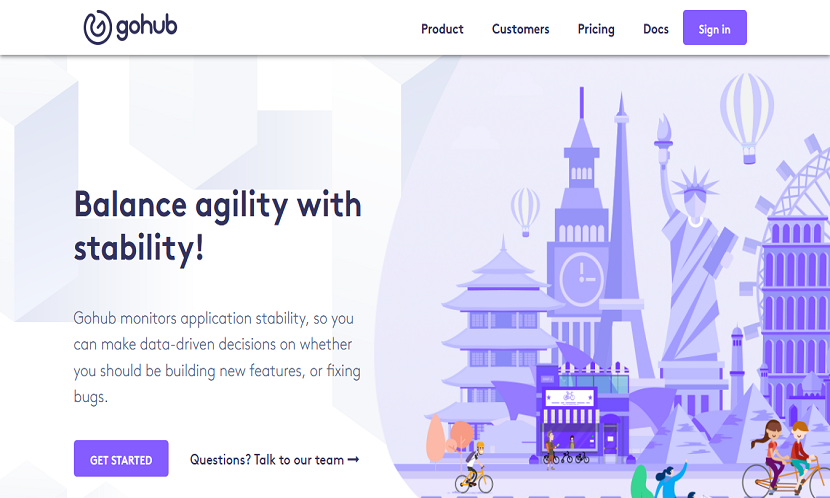 gohub
Product Customers Pricing Docs Sign in
Balance agility with
stability!
Gohub monitors application stability, so you
can make data-driven decisions on whether
you should be building new features, or fixing
bugs.
GET STARTED Questions? Talk to our team →